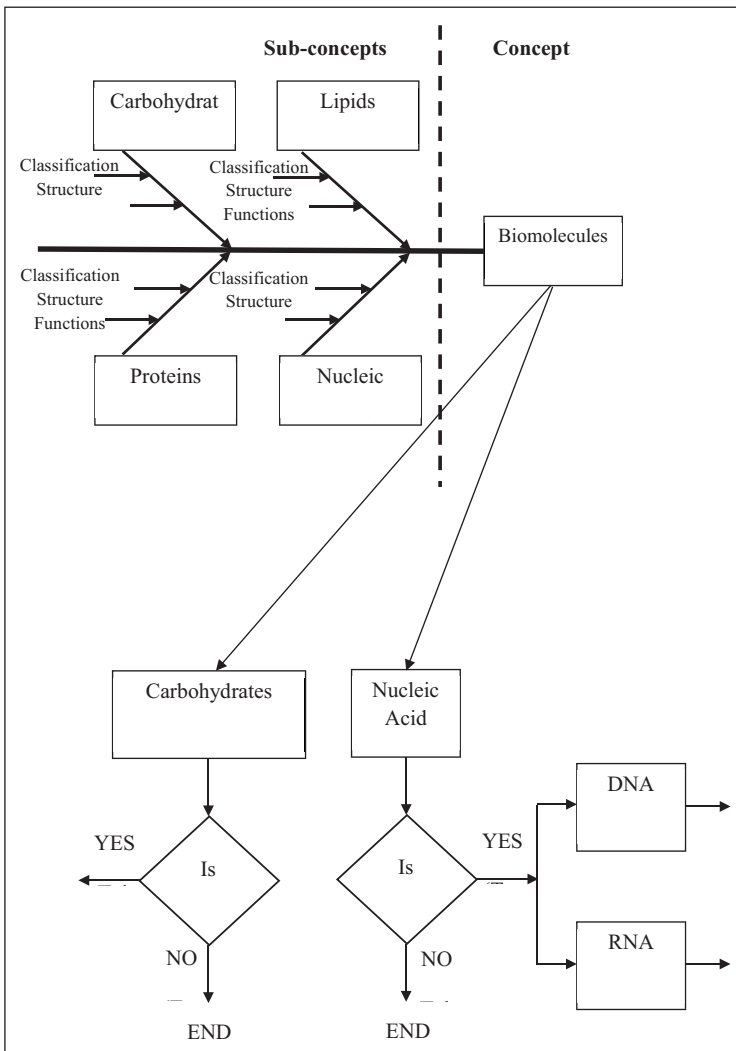 Sub-concepts
Concept
Carbohydrat
Lipids
Classification
Structure
Classification
Structure
Functions
Biomolecules
Classification
Structure
Functions
Classification
Structure
Proteins
Nucleic
Carbohydrates
Nucleic
Acid
DNA
YES
Is
YES
Is
RNA
NO
NO
END
END